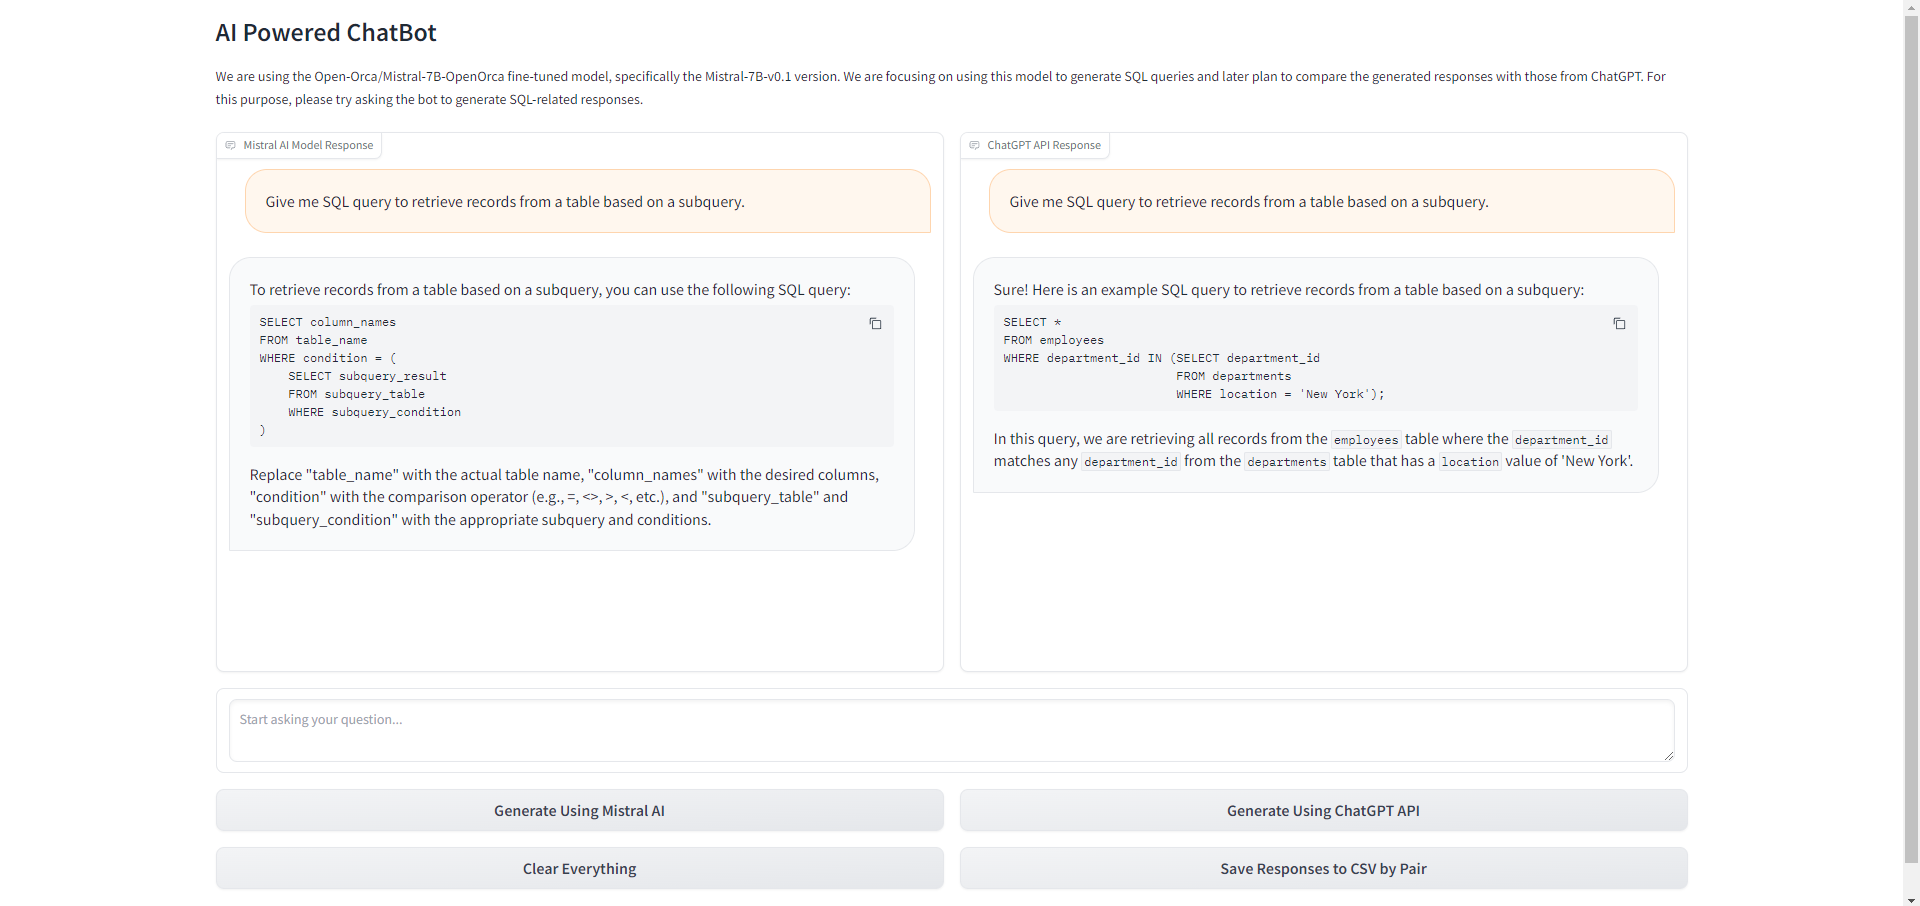 AI Powered ChatBot
We are using the Open-Orca/Mistral-7B-OpenOrca fine-tuned model, specifically the Mistral-7B-v0.1 version. We are focusing on using this model to generate SQL queries and later plan to compare the generated responses with those from ChatGPT. For
this purpose, please try asking the bot to generate SQL-related responses.
Mistral AI Model Response
Give me SQL query to retrieve records from a table based on a subquery.
To retrieve records from a table based on a subquery, you can use the following SQL query:
SELECT column_names
FROM table_name
WHERE condition = (
    SELECT subquery_result
    FROM subquery_table
    WHERE subquery_condition
)
Replace "table_name" with the actual table name, "column_names" with the desired columns,
"condition" with the comparison operator (e.g., =, <>, >, <, etc.), and "subquery_table" and
"subquery_condition" with the appropriate subquery and conditions.
ChatGPT API Response
Give me SQL query to retrieve records from a table based on a subquery.
Sure! Here is an example SQL query to retrieve records from a table based on a subquery:
SELECT *
FROM employees
WHERE department_id IN (SELECT department_id
                        FROM departments
                        WHERE location = 'New York');
In this query, we are retrieving all records from the employees table where the department_id
matches any department_id from the departments table that has a location value of 'New York'.
Start asking your question...
Generate Using Mistral AI
Generate Using ChatGPT API
Clear Everything
Save Responses to CSV by Pair